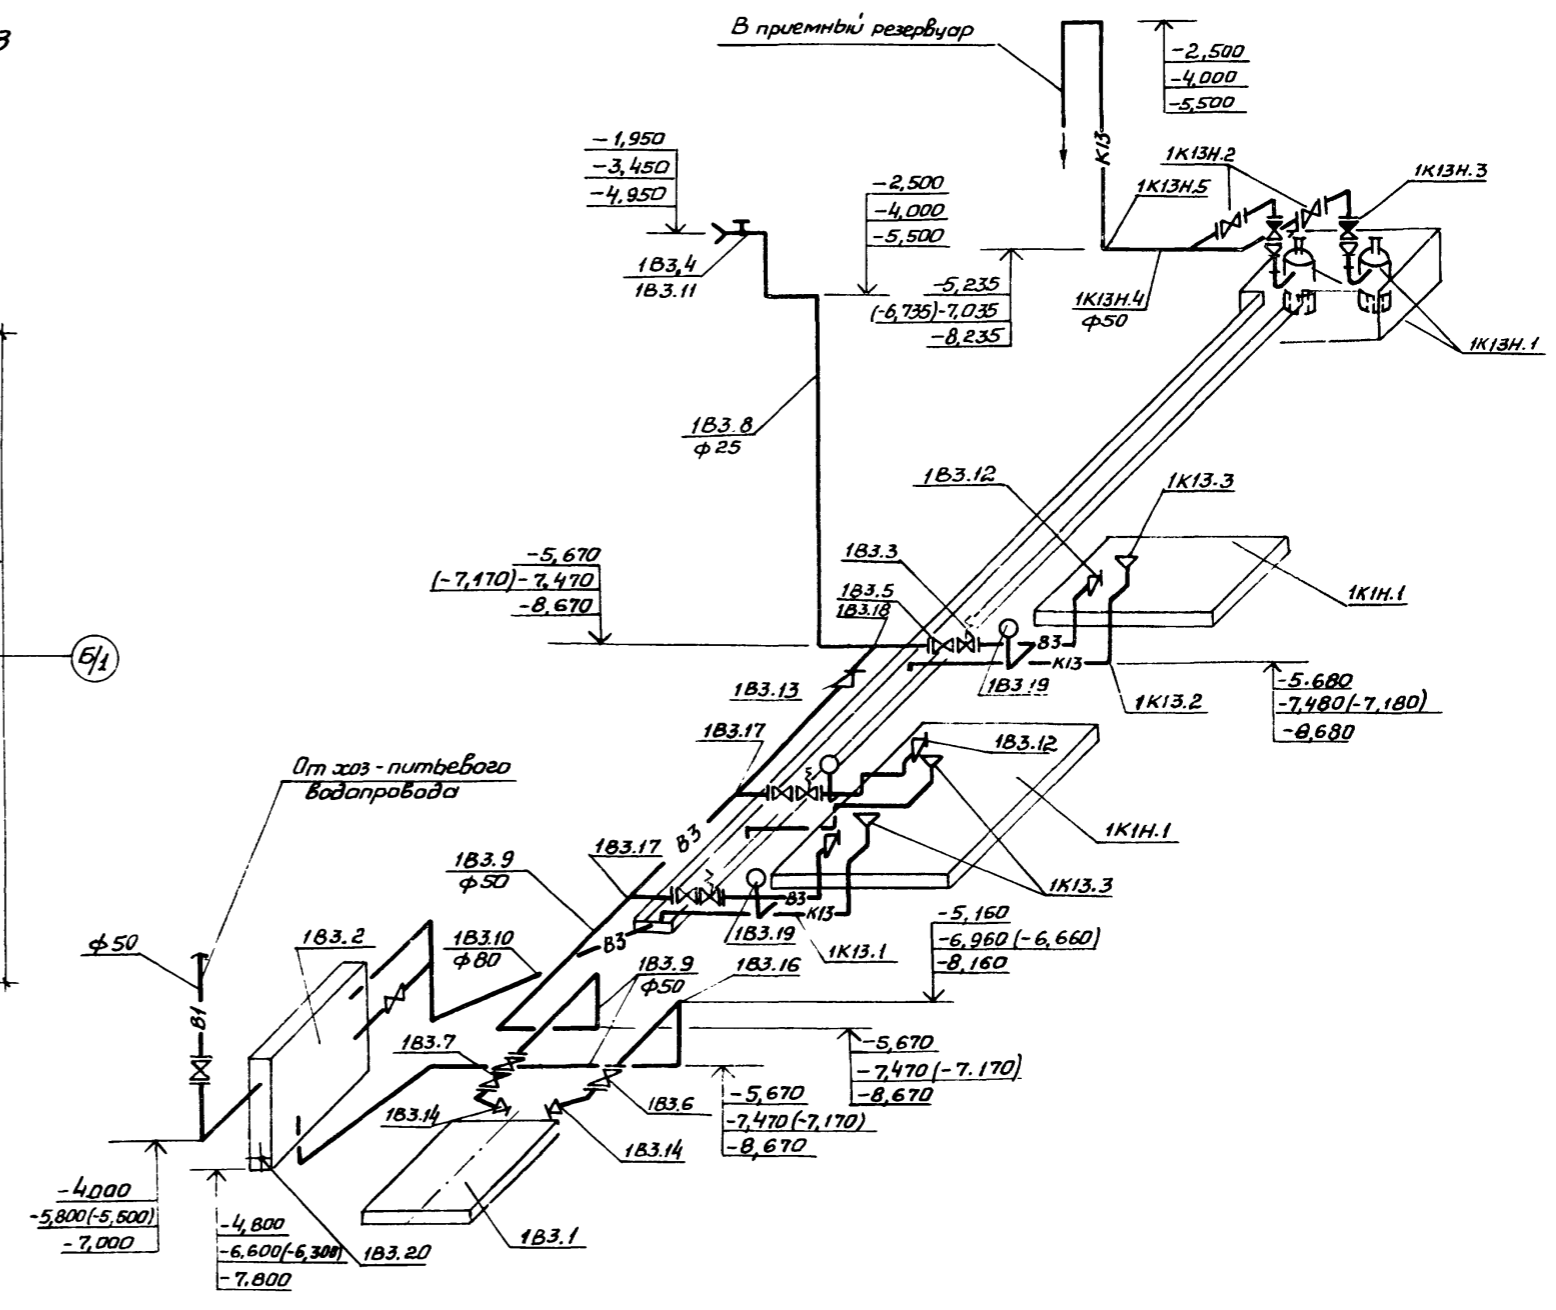 В приемный резервуар
-2,500
-4,000
-5,500
К13
-1,950
-3,450
-4,950
1В3,4
1В3.11
-2,500
-4,000
-5,500
1К13Н.2
1К13Н.5
1К13Н.3
-5,235
(-6,735)-7,035
-8,235
1К13Н.4
ф50
1К13Н.1
1В3.8
ф25
1В3.12
1К13.3
-5,670
(-7,170)-7,470
-8,670
1В3.3
1В3.5
1В3.18
1К1Н.1
В3
К13
1В3.13
1В3.19
1К13.2
-5.680
-7,480(-7,180)
-8,680
Б/1
1В3.17
1В3.12
От хоз-питьевого
водопровода
В3
1К1Н.1
1В3.17
1В3.9
ф50
1К13.3
В3
К13
В3
1В3.19
1К13.1
-5,160
-6,960(-6,660)
-8,160
ф50
1В3.2
1В3.10
ф80
1В3.9
ф50
1В3.16
В1
1В3.7
-5,670
-7,470(-7.170)
-8,670
1В3.14
1В3.6
-5,670
-7,470(-7,170)
-8,670
1В3.14
-4.000
-5,800(-5,500)
-7,000
-4,800
-6,600(-6,300)
-7.800
1В3.20
1В3.1